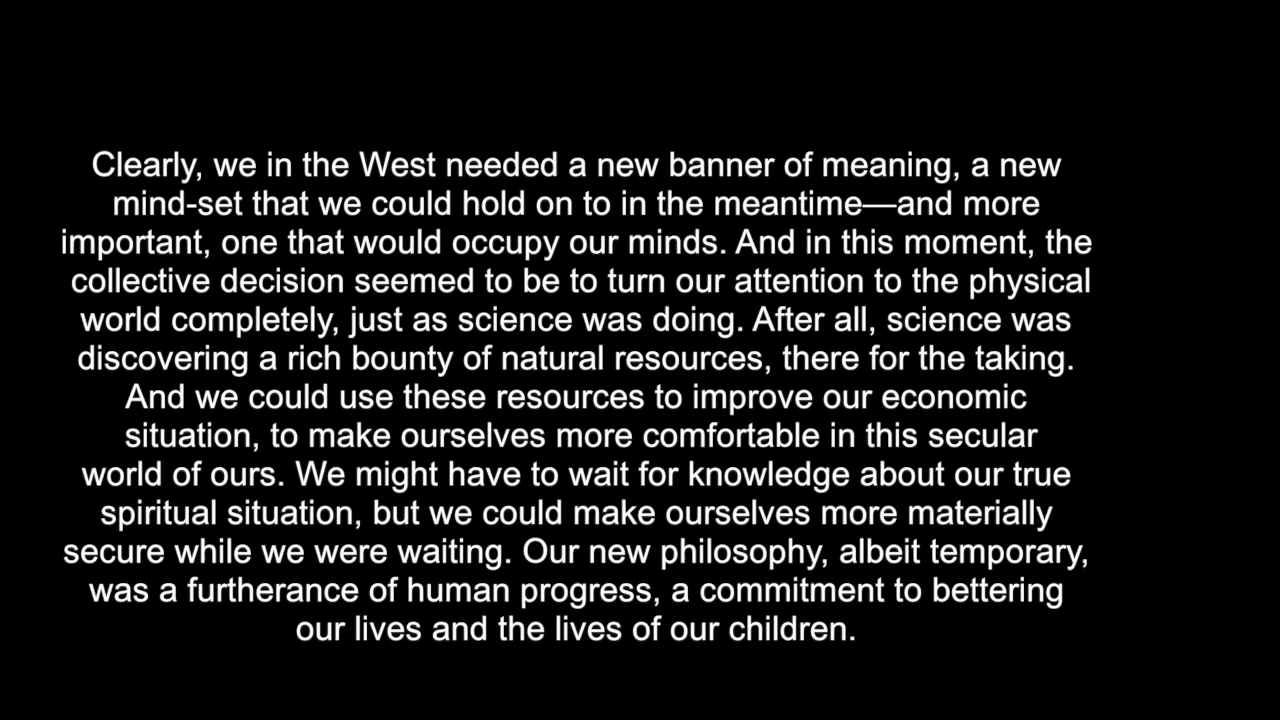 Clearly, we in the West needed a new banner of meaning, a new
mind-set that we could hold on to in the meantime—and more
important, one that would occupy our minds. And in this moment, the
collective decision seemed to be to turn our attention to the physical
world completely, just as science was doing. After all, science was
discovering a rich bounty of natural resources, there for the taking.
And we could use these resources to improve our economic
situation, to make ourselves more comfortable in this secular
world of ours. We might have to wait for knowledge about our true
spiritual situation, but we could make ourselves more materially
secure while we were waiting. Our new philosophy, albeit temporary,
was a furtherance of human progress, a commitment to bettering
our lives and the lives of our children.